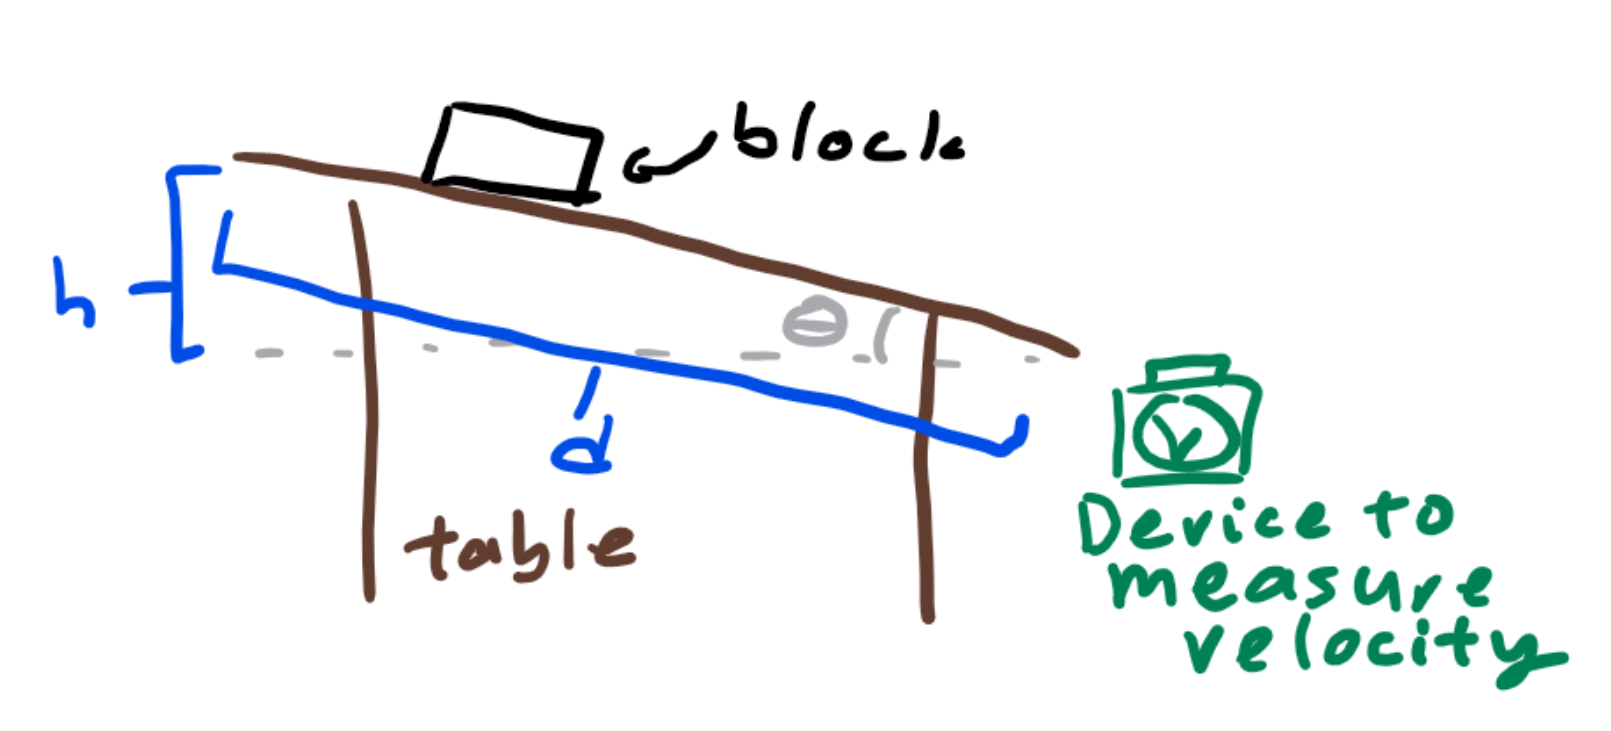 block
h
θ
d
V
table
Device to
measure
velocity